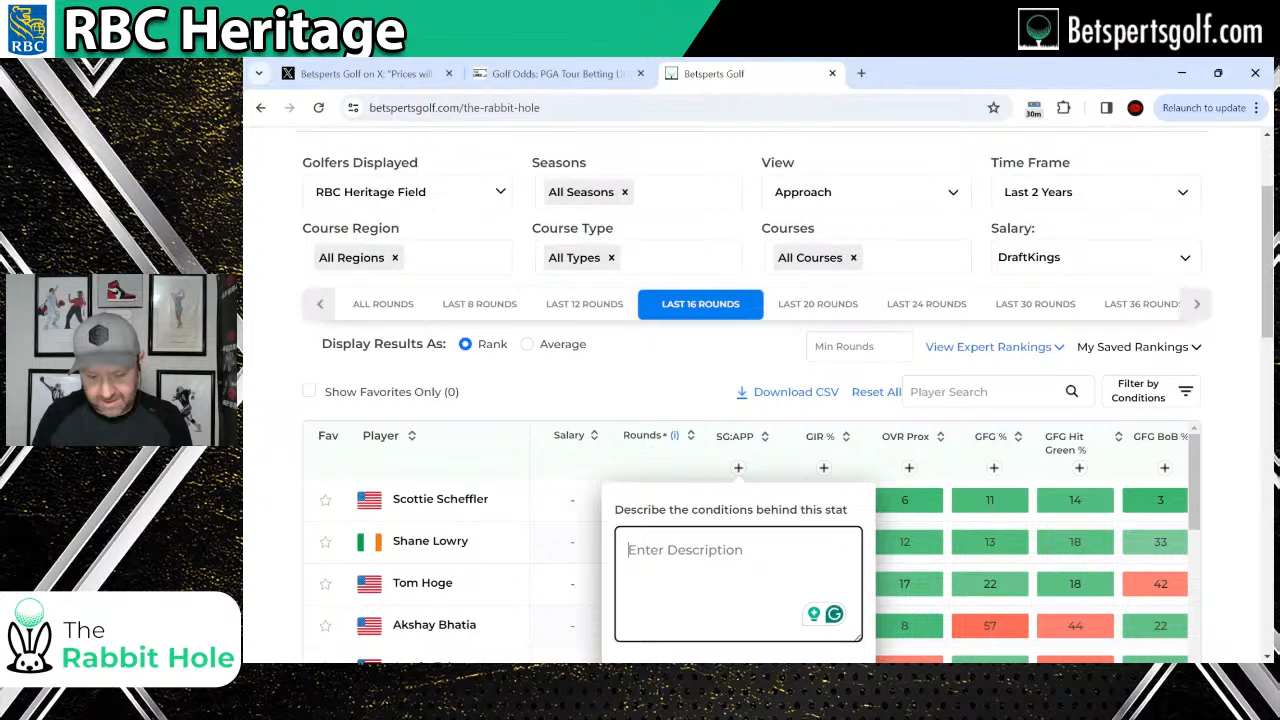 RBC
RBC Heritage
Betspertsgolf.com
Betsperts Golf on X: "Prices will
Golf Odds: PGA Tour Betting Li
Betsperts Golf
betspertsgolf.com/the-rabbit-hole
30m
Relaunch to update
Golfers Displayed
Seasons
View
Time Frame
RBC Heritage Field
All Seasons x
Approach
Last 2 Years
Course Region
Course Type
Courses
Salary:
All Regions x
All Types x
All Courses x
DraftKings
ALL ROUNDS
LAST 8 ROUNDS
LAST 12 ROUNDS
LAST 16 ROUNDS
LAST 20 ROUNDS
LAST 24 ROUNDS
LAST 30 ROUNDS
LAST 36 ROUNDS
Display Results As:
Rank
Average
Min Rounds
View Expert Rankings
My Saved Rankings
Show Favorites Only (0)
Download CSV
Reset All
Player Search
Filter by
Conditions
Fav
Player
Salary
Rounds* (i)
SG:APP
GIR %
OVR Prox
GFG %
GFG Hit
Green %
GFG BoB %
+ + + + + +
Scottie Scheffler - 6 11 14 3
Describe the conditions behind this stat
Shane Lowry - 12 13 18 33
Enter Description
Tom Hoge - 17 22 18 42
Akshay Bhatia - 8 57 44 22
The
Rabbit Hole